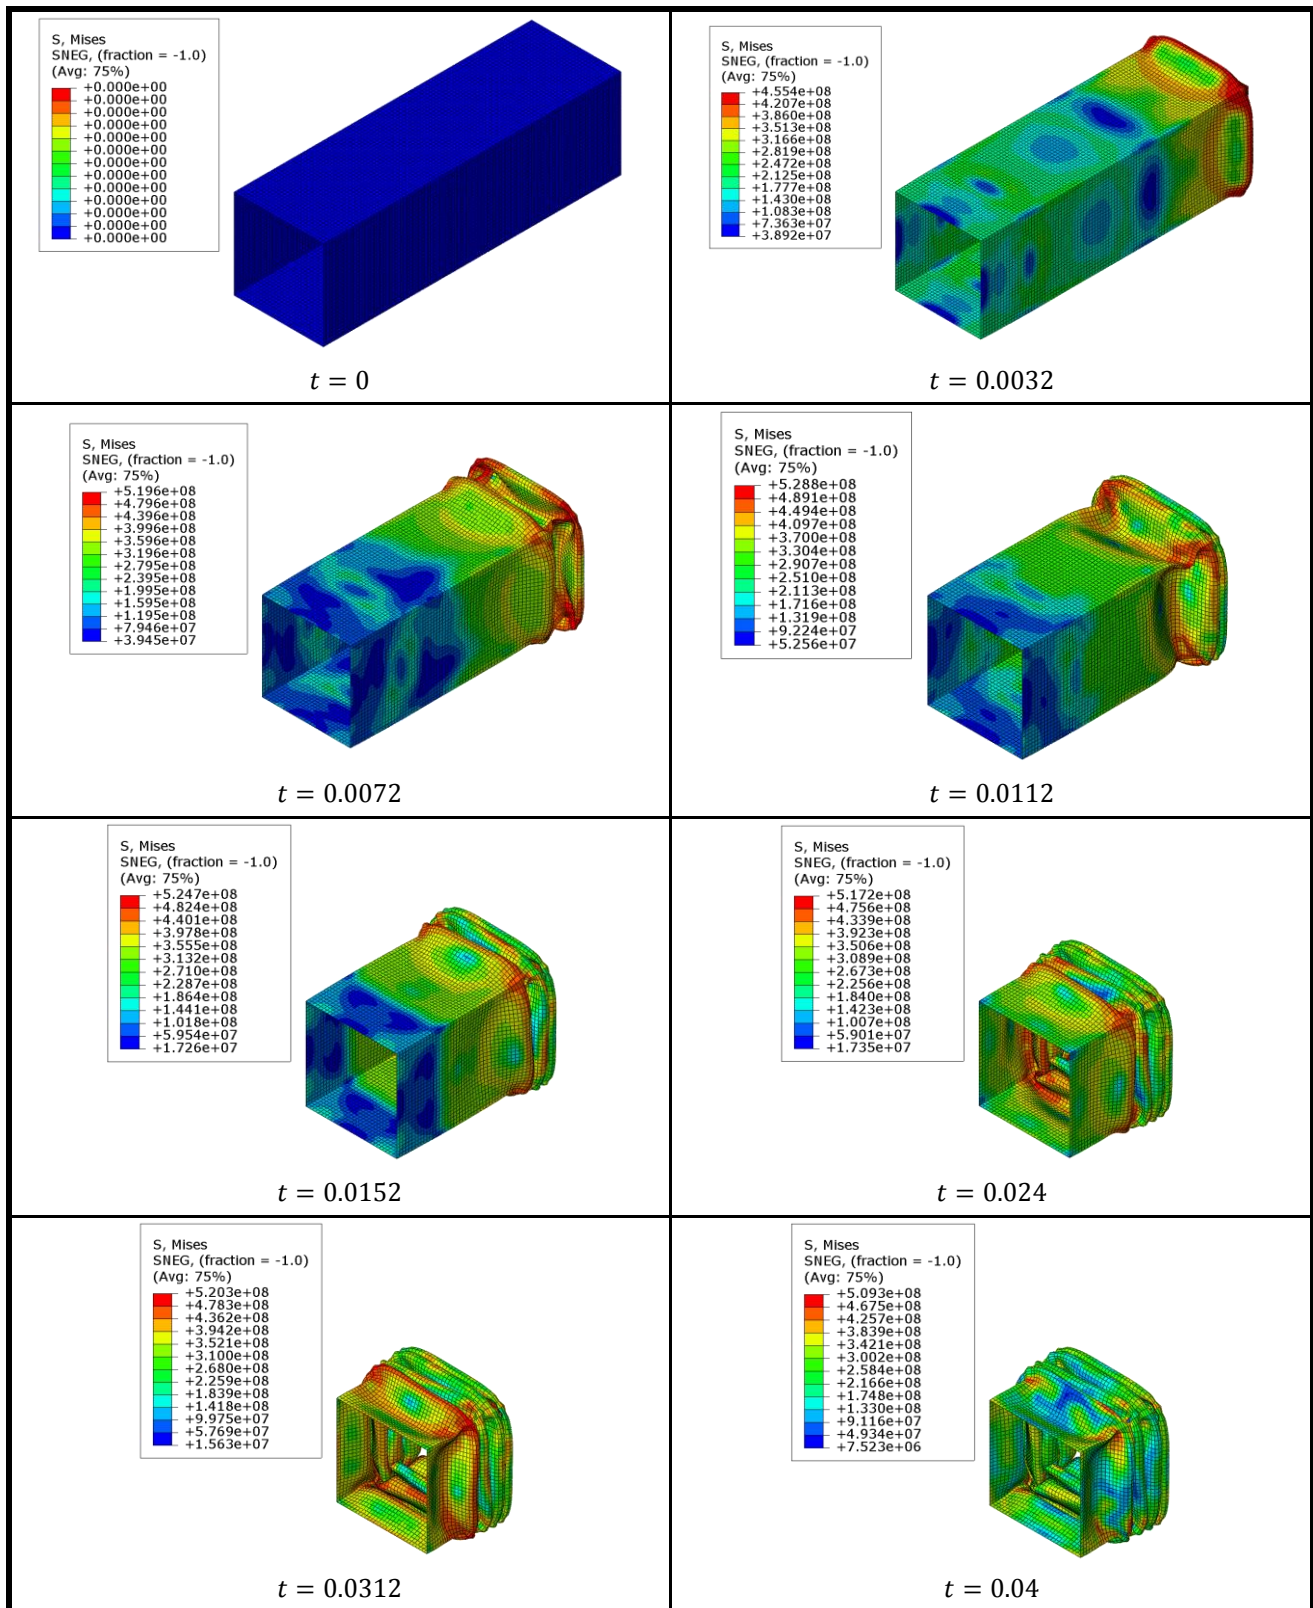 S, Mises
SNEG, (fraction = -1.0)
(Avg: 75%)
+0.000e+00
+0.000e+00
+0.000e+00
+0.000e+00
+0.000e+00
+0.000e+00
+0.000e+00
+0.000e+00
+0.000e+00
+0.000e+00
+0.000e+00
+0.000e+00
+0.000e+00
t = 0
S, Mises
SNEG, (fraction = -1.0)
(Avg: 75%)
+4.554e+08
+4.207e+08
+3.860e+08
+3.513e+08
+3.166e+08
+2.819e+08
+2.472e+08
+2.125e+08
+1.777e+08
+1.430e+08
+1.083e+08
+7.363e+07
+3.892e+07
t = 0.0032
S, Mises
SNEG, (fraction = -1.0)
(Avg: 75%)
+5.196e+08
+4.796e+08
+4.396e+08
+3.996e+08
+3.596e+08
+3.196e+08
+2.795e+08
+2.395e+08
+1.995e+08
+1.595e+08
+1.195e+08
+7.946e+07
+3.945e+07
t = 0.0072
S, Mises
SNEG, (fraction = -1.0)
(Avg: 75%)
+5.288e+08
+4.891e+08
+4.494e+08
+4.097e+08
+3.700e+08
+3.304e+08
+2.907e+08
+2.510e+08
+2.113e+08
+1.716e+08
+1.319e+08
+9.224e+07
+5.256e+07
t = 0.0112
S, Mises
SNEG, (fraction = -1.0)
(Avg: 75%)
+5.247e+08
+4.824e+08
+4.401e+08
+3.978e+08
+3.555e+08
+3.132e+08
+2.710e+08
+2.287e+08
+1.864e+08
+1.441e+08
+1.018e+08
+5.954e+07
+1.726e+07
t = 0.0152
S, Mises
SNEG, (fraction = -1.0)
(Avg: 75%)
+5.172e+08
+4.756e+08
+4.339e+08
+3.923e+08
+3.506e+08
+3.089e+08
+2.673e+08
+2.256e+08
+1.840e+08
+1.423e+08
+1.007e+08
+5.901e+07
+1.735e+07
t = 0.024
S, Mises
SNEG, (fraction = -1.0)
(Avg: 75%)
+5.203e+08
+4.783e+08
+4.362e+08
+3.942e+08
+3.521e+08
+3.100e+08
+2.680e+08
+2.259e+08
+1.839e+08
+1.418e+08
+9.975e+07
+5.769e+07
+1.563e+07
t = 0.0312
S, Mises
SNEG, (fraction = -1.0)
(Avg: 75%)
+5.093e+08
+4.675e+08
+4.257e+08
+3.839e+08
+3.421e+08
+3.002e+08
+2.584e+08
+2.166e+08
+1.748e+08
+1.330e+08
+9.116e+07
+4.934e+07
+7.523e+06
t = 0.04